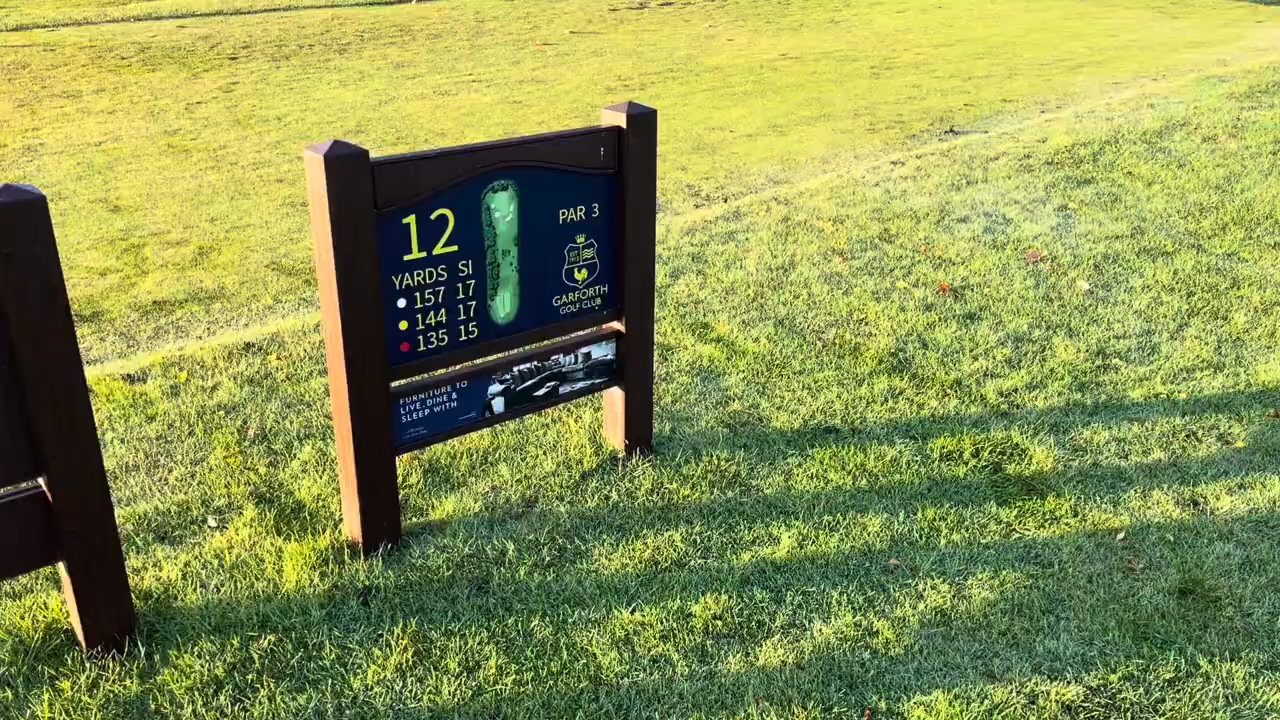 12
PAR 3
YARDS SI
157 17
144 17
135 15
GARFORTH
GOLF CLUB
FURNITURE TO
LIVE, DINE &
SLEEP WITH